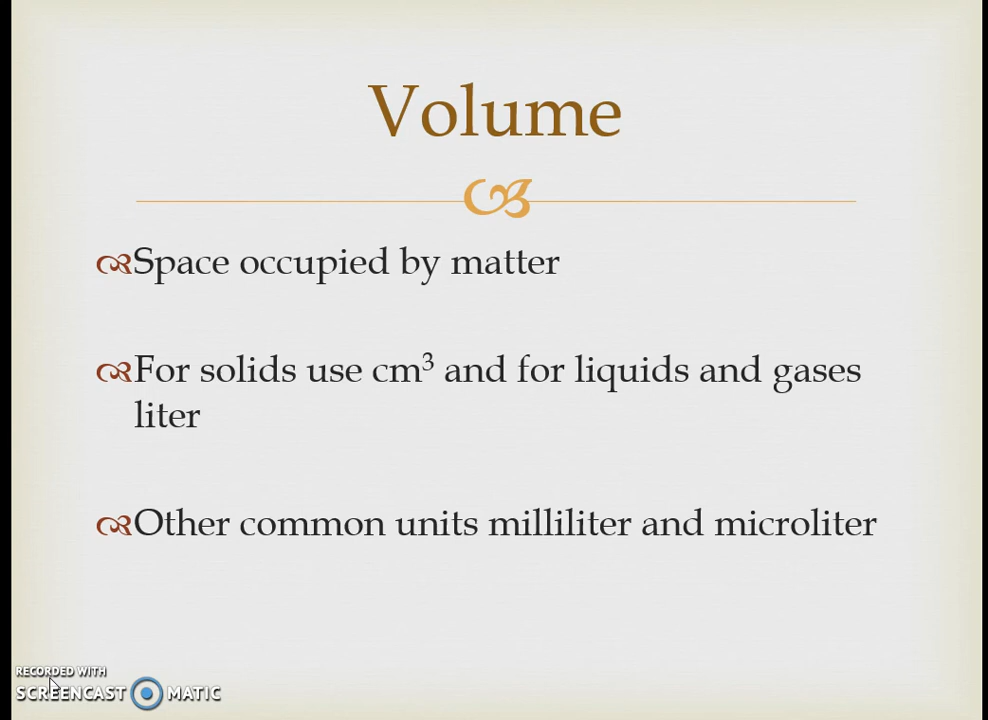 Volume
Space occupied by matter
For solids use cm³ and for liquids and gases
liter
Other common units milliliter and microliter
RECORDED WITH
SCREENCAST MATIC